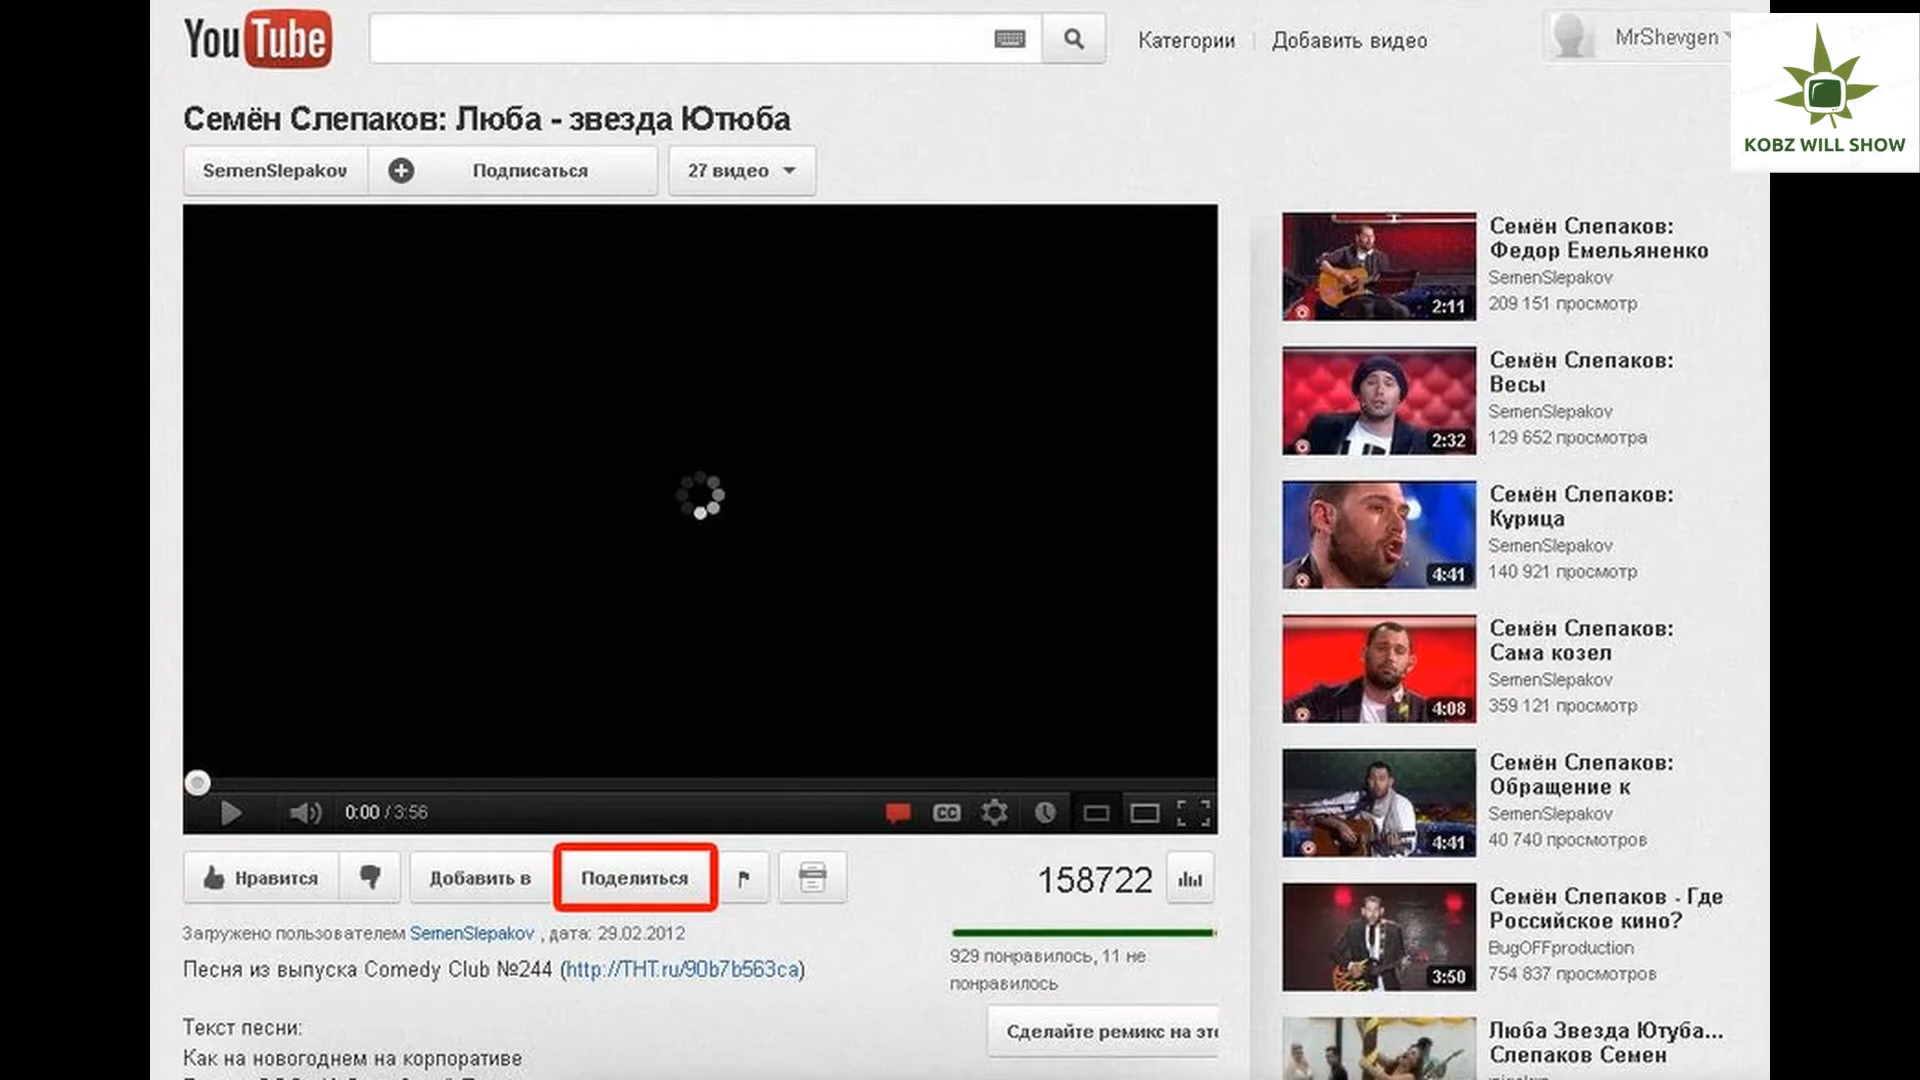 YouTube
Категории
Добавить видео
MrShevgen
KOBZ WILL SHOW
Семён Слепаков: Люба - звезда Ютюба
SemenSlepakov
Подписаться
27 видео
0:00 / 3:56
CC
Нравится
Добавить в
Поделиться
158722
Загружено пользователем SemenSlepakov , дата: 29.02.2012
Песня из выпуска Comedy Club №244 (http://ТНТ.ru/90b7b563ca)
929 понравилось, 11 не
понравилось
Текст песни:
Как на новогоднем на корпоративе
Сделайте ремикс на это
Семён Слепаков:
Федор Емельяненко
SemenSlepakov
209 151 просмотр
2:11
Семён Слепаков:
Весы
SemenSlepakov
129 652 просмотра
2:32
Семён Слепаков:
Курица
SemenSlepakov
140 921 просмотр
4:41
Семён Слепаков:
Сама козел
SemenSlepakov
359 121 просмотр
4:08
Семён Слепаков:
Обращение к
SemenSlepakov
40 740 просмотров
4:41
Семён Слепаков - Где
Российское кино?
BugOFFproduction
754 837 просмотров
3:50
Люба Звезда Ютуба...
Слепаков Семен